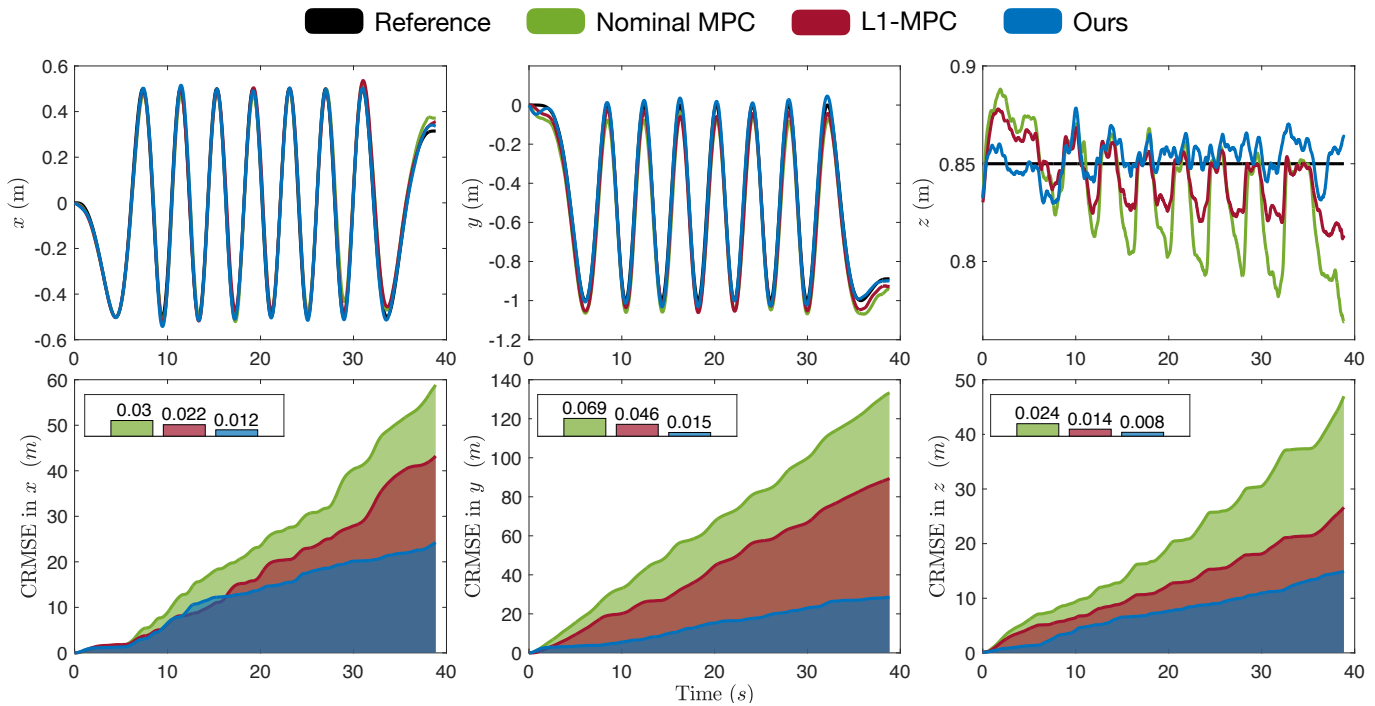 Reference Nominal MPC L1-MPC Ours
0.6
0.4
0.2
0
-0.2
-0.4
-0.6
x (m)
0 10 20 30 40
0
-0.2
-0.4
-0.6
-0.8
-1
-1.2
y (m)
0 10 20 30 40
0.9
0.85
0.8
z (m)
0 10 20 30 40
60
50
40
30
20
10
0
CRMSE in x (m)
0.03 0.022 0.012
0 10 20 30 40
140
120
100
80
60
40
20
0
CRMSE in y (m)
0.069 0.046 0.015
0 10 20 30 40
Time (s)
50
40
30
20
10
0
CRMSE in z (m)
0.024 0.014 0.008
0 10 20 30 40